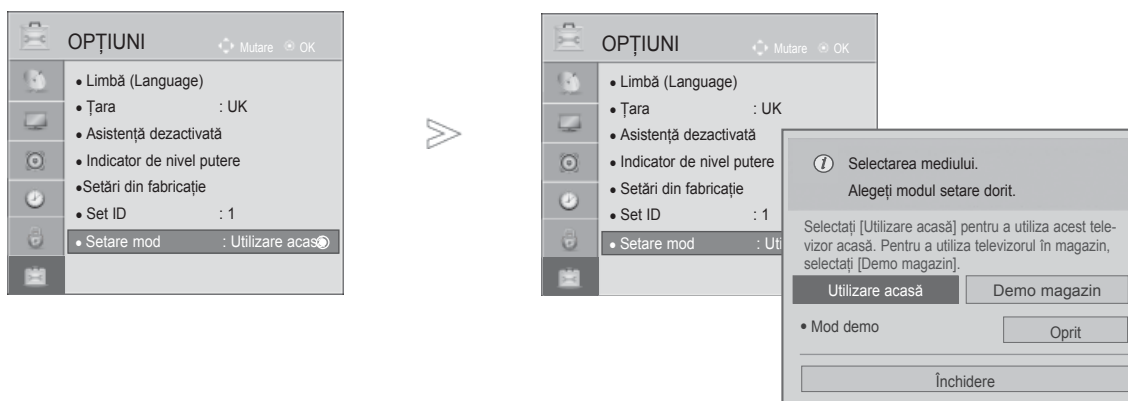 OPȚIUNI
Mutare OK
• Limbă (Language)
• Țara : UK
• Asistență dezactivată
• Indicator de nivel putere
•Setări din fabricație
• Set ID : 1
• Setare mod : Utilizare acasă
OPȚIUNI
Mutare OK
• Limbă (Language)
• Țara : UK
• Asistență dezactivată
• Indicator de nivel putere
• Setări din fabricație
• Set ID : 1
• Setare mod : Uti
Selectarea mediului.
Alegeți modul setare dorit.
Selectați [Utilizare acasă] pentru a utiliza acest tele-
vizor acasă. Pentru a utiliza televizorul în magazin,
selectați [Demo magazin].
Utilizare acasă Demo magazin
• Mod demo Oprit
Închidere